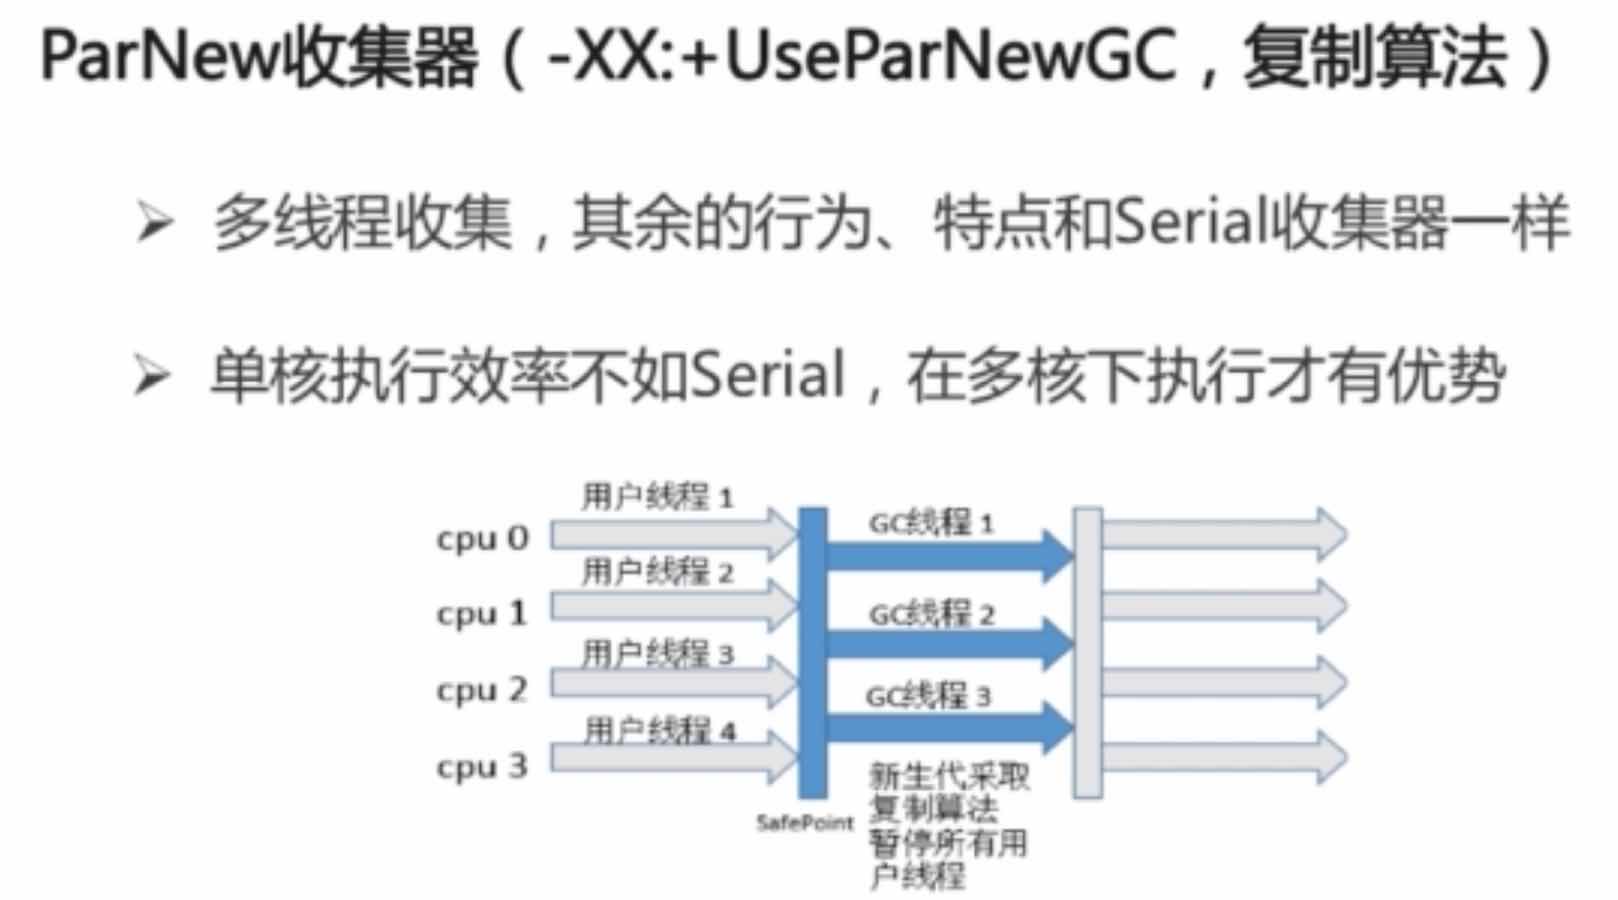 ParNew收集器（-XX:+UseParNewGC，复制算法）
多线程收集，其余的行为、特点和Serial收集器一样
单核执行效率不如Serial，在多核下执行才有优势
用户线程 1
cpu 0
GC线程 1
用户线程 2
cpu 1
GC线程 2
用户线程 3
cpu 2
GC线程 3
用户线程 4
cpu 3
SafePoint
新生代采取
复制算法
暂停所有用
户线程